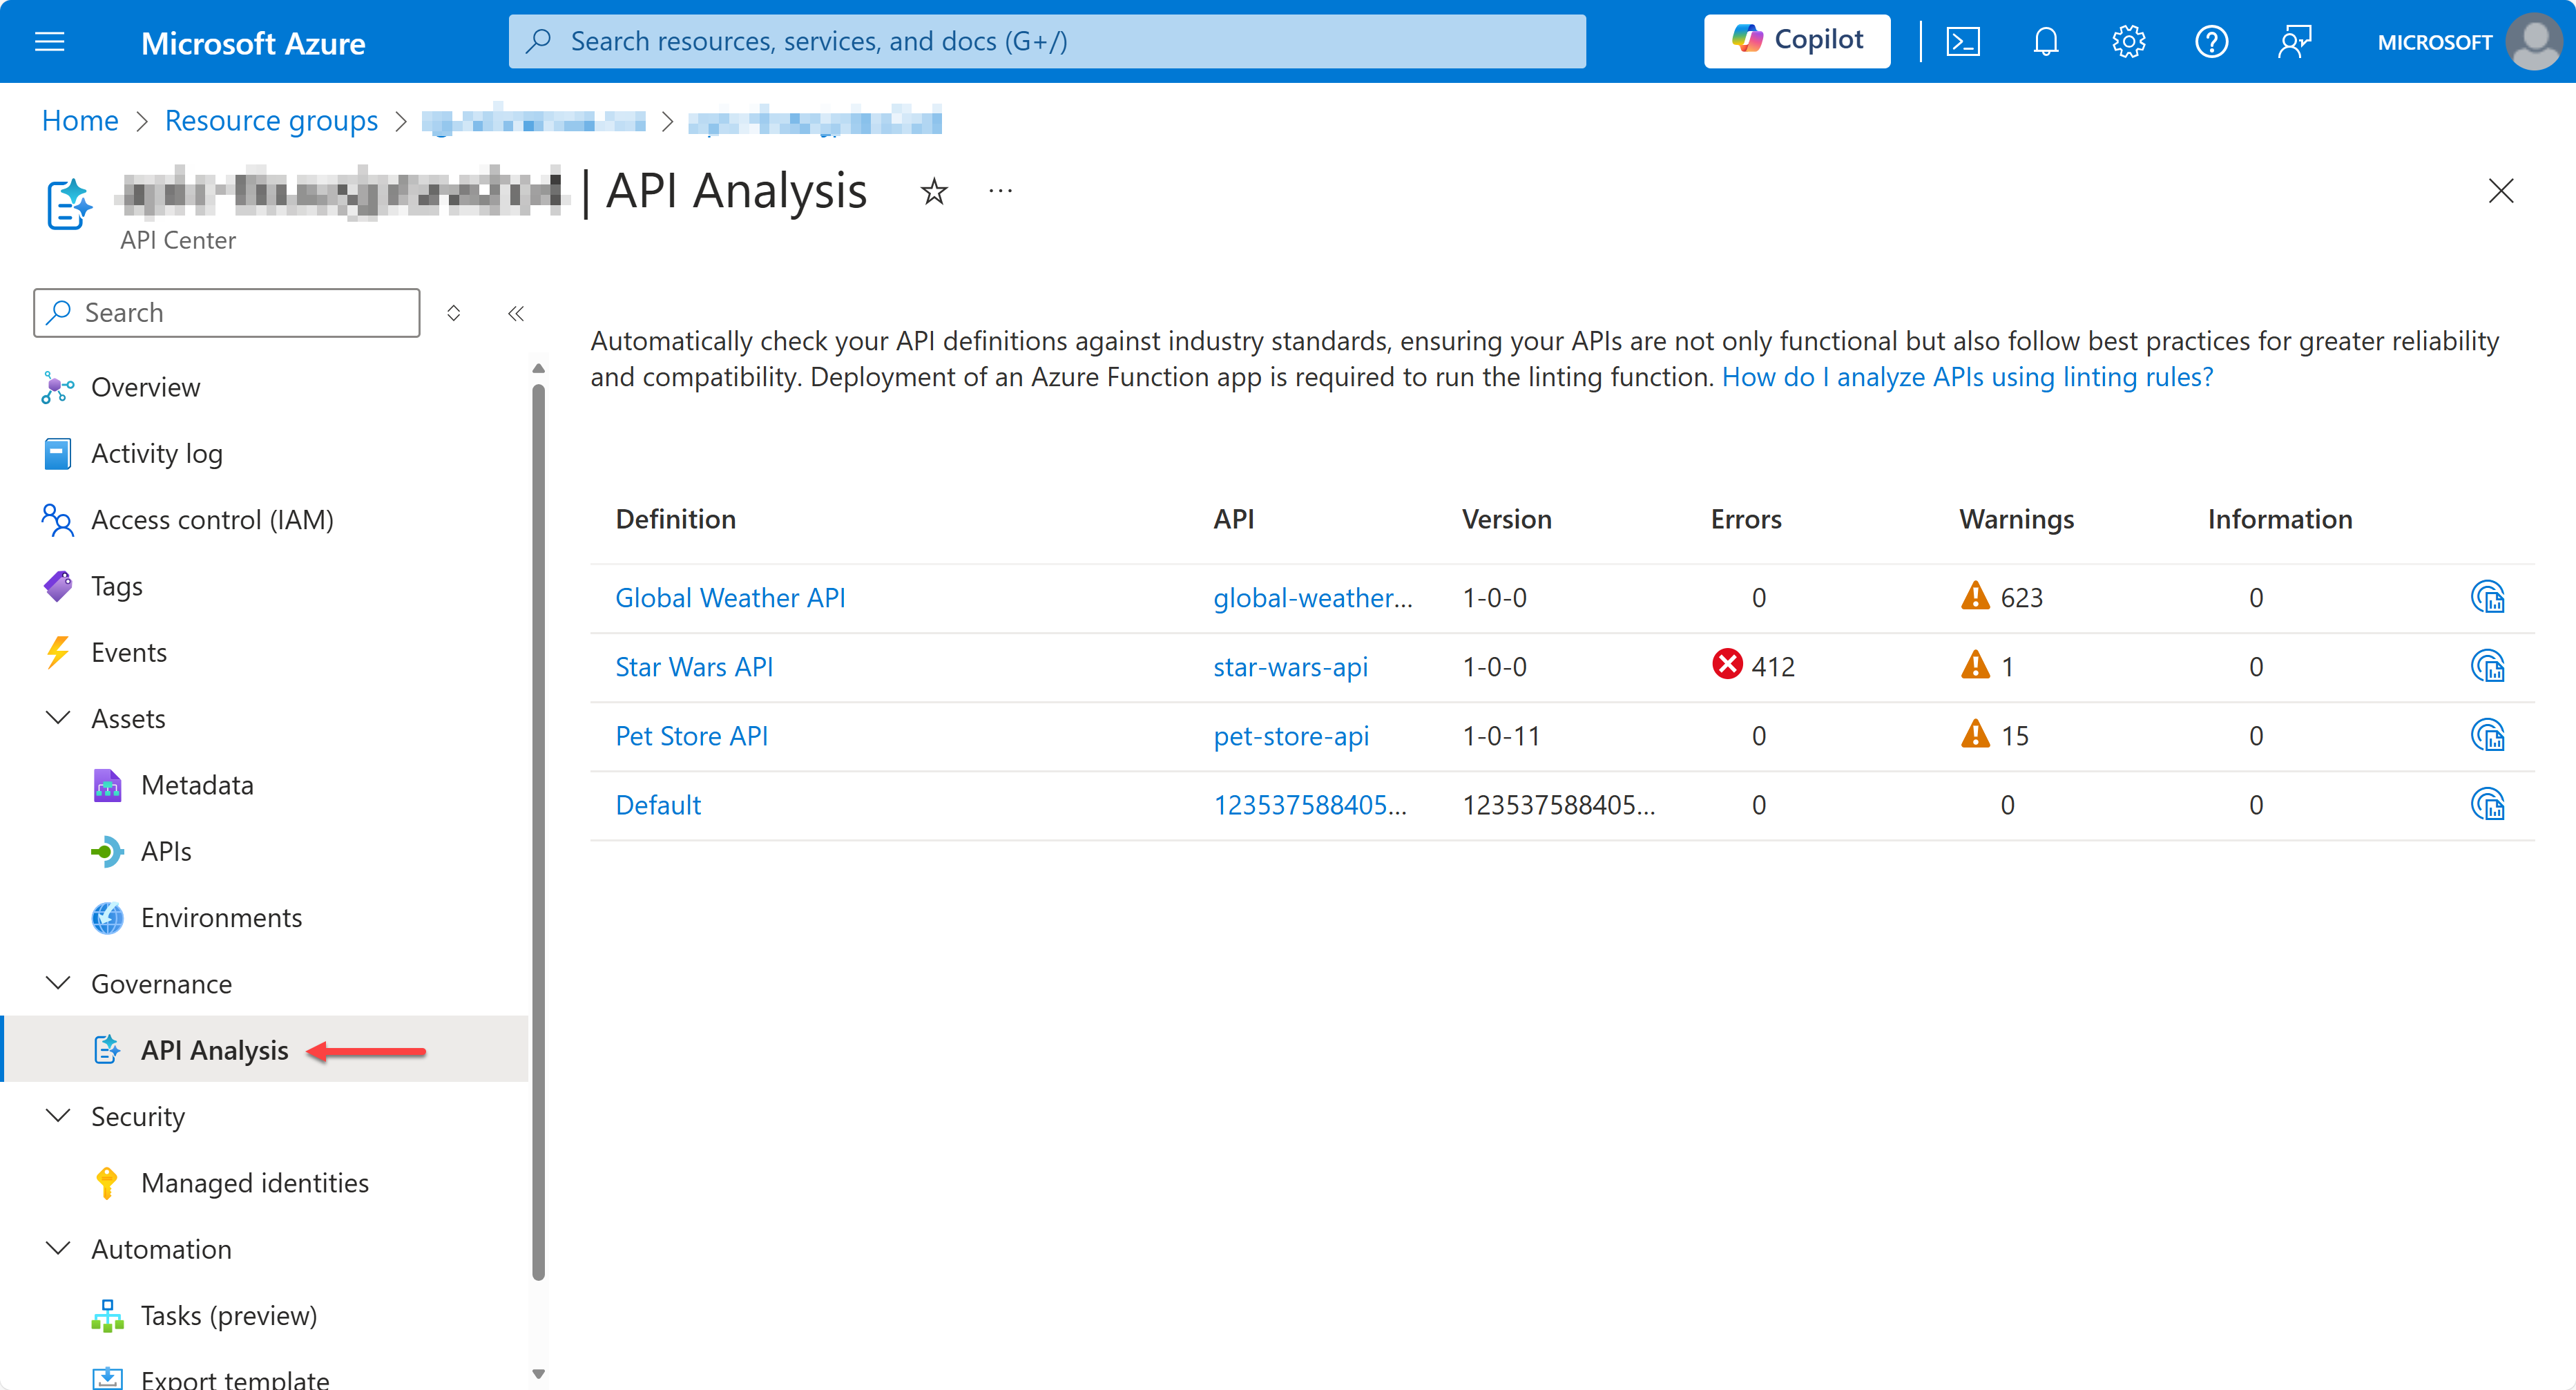 Microsoft Azure
Search resources, services, and docs (G+/)
Copilot
MICROSOFT
Home > Resource groups > >
| API Analysis
API Center
Search
Overview
Activity log
Access control (IAM)
Tags
Events
Assets
Metadata
APIs
Environments
Governance
API Analysis
Security
Managed identities
Automation
Tasks (preview)
Export template
Automatically check your API definitions against industry standards, ensuring your APIs are not only functional but also follow best practices for greater reliability
and compatibility. Deployment of an Azure Function app is required to run the linting function. How do I analyze APIs using linting rules?
Definition API Version Errors Warnings Information
Global Weather API global-weather... 1-0-0 0 623 0
Star Wars API star-wars-api 1-0-0 412 1 0
Pet Store API pet-store-api 1-0-11 0 15 0
Default 123537588405... 123537588405... 0 0 0